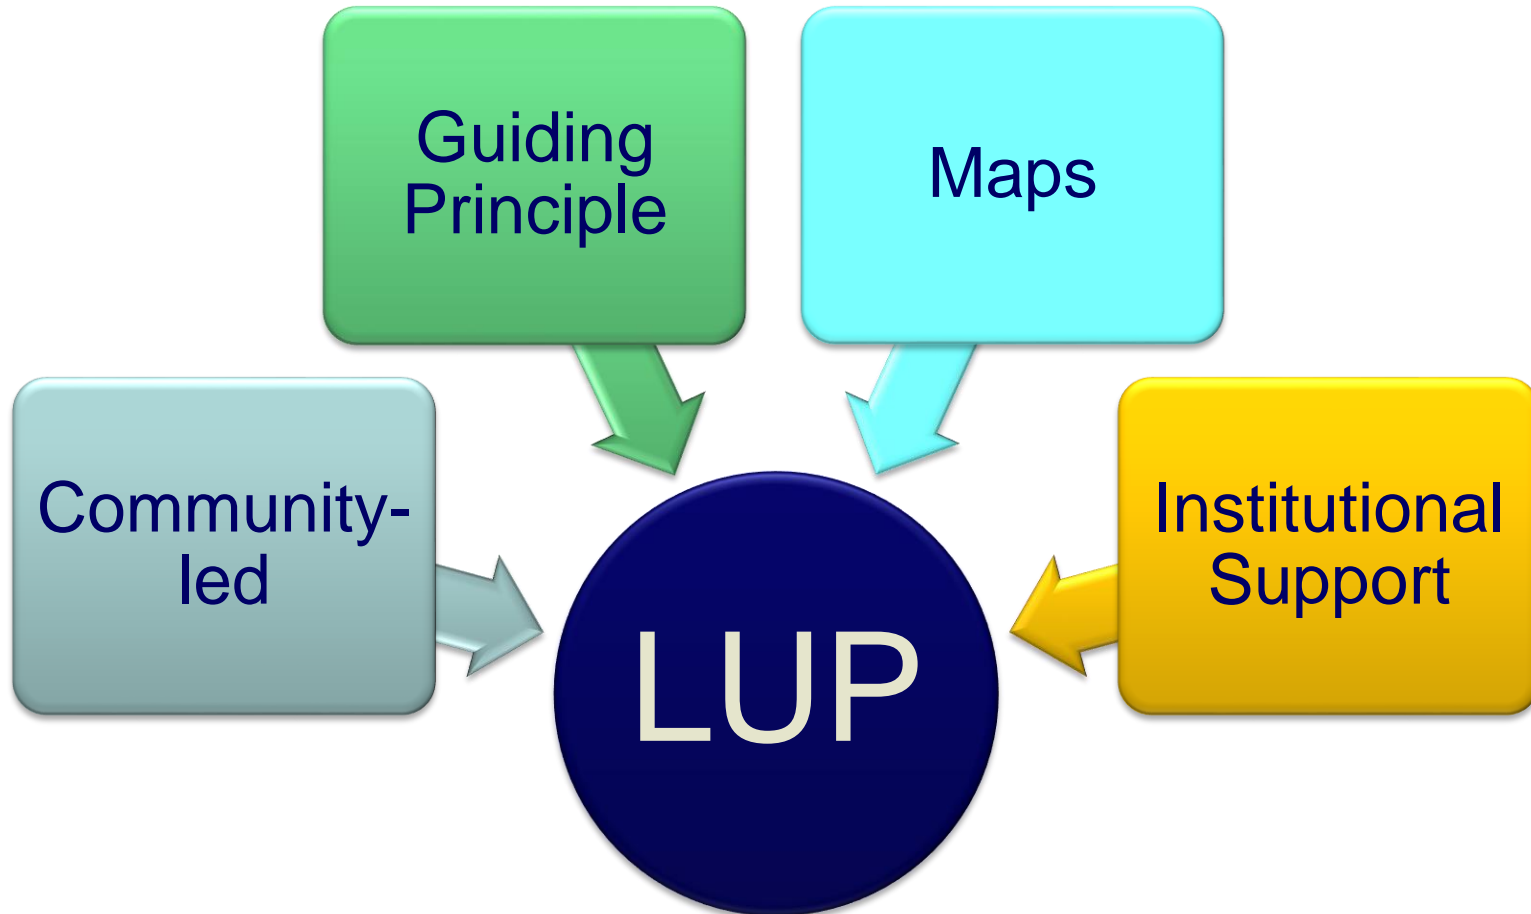 Guiding
Principle
Maps
Community-
led
Institutional
Support
LUP